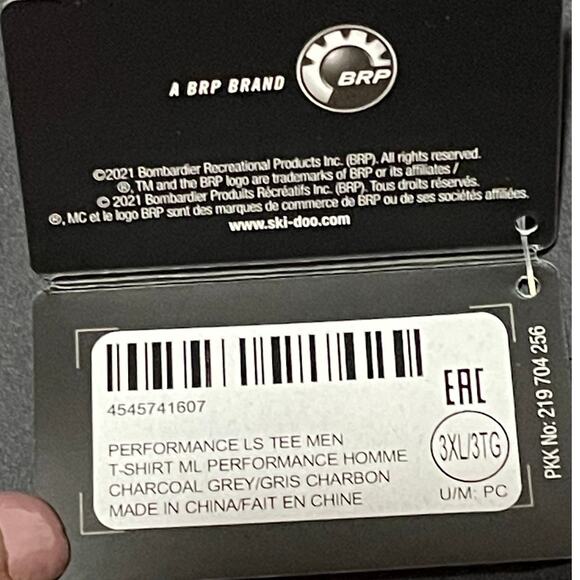 A BRP BRAND
BRP
©2021 Bombardier Recreational Products Inc. (BRP). All rights reserved.
®, TM and the BRP logo are trademarks of BRP or its affiliates /
© 2021 Bombardier Produits Récréatifs Inc. (BRP). Tous droits réservés.
®, MC et le logo BRP sont des marques de commerce de BRP ou de ses sociétés affiliées.
www.ski-doo.com
4545741607
PERFORMANCE LS TEE MEN
T-SHIRT ML PERFORMANCE HOMME
CHARCOAL GREY/GRIS CHARBON
MADE IN CHINA/FAIT EN CHINE
EAC
3XL/3TG
U/M: PC
PKK No: 219 704 256